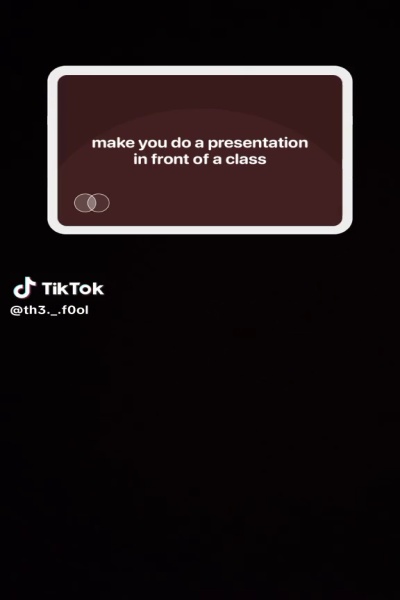 make you do a presentation
in front of a class
TikTok
@th3._.f0ol